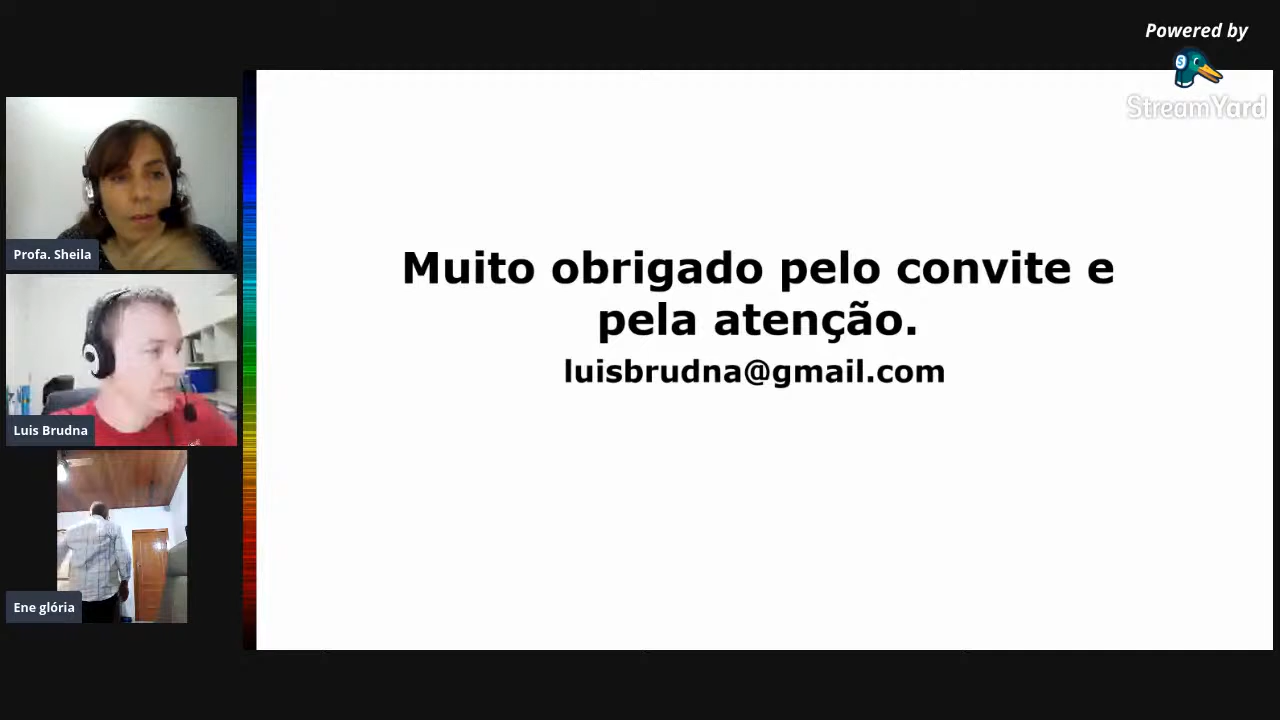 Powered by
StreamYard
Profa. Sheila
Luis Brudna
Ene glória
Muito obrigado pelo convite e
pela atenção.
luisbrudna@gmail.com